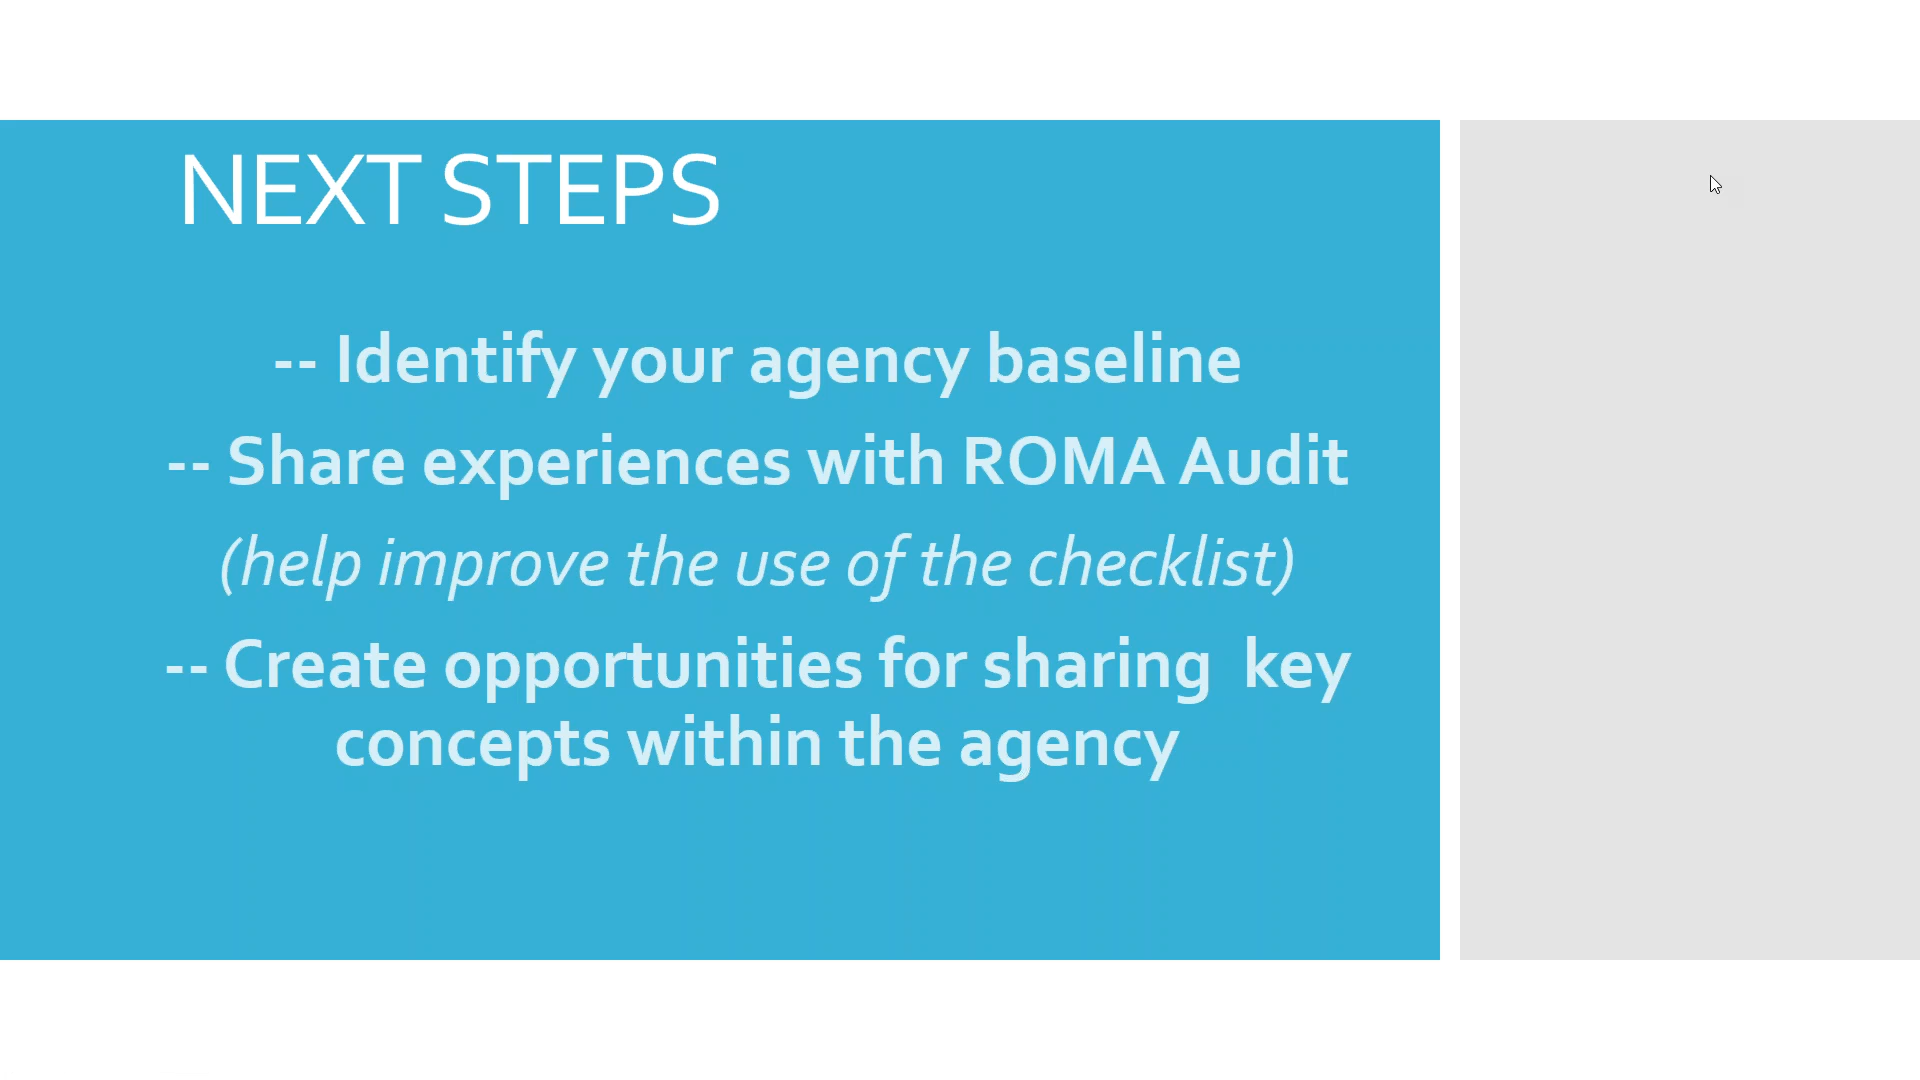 NEXT STEPS
-- Identify your agency baseline
-- Share experiences with ROMA Audit
(help improve the use of the checklist)
-- Create opportunities for sharing  key
concepts within the agency